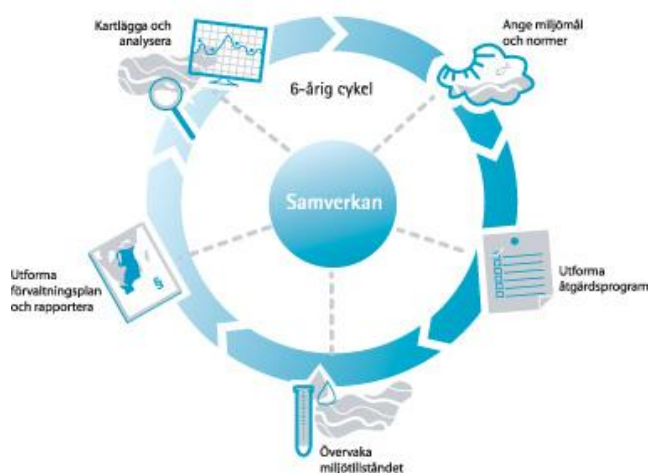 Kartlägga och
analysera
Ange miljömål
och normer
6-årig cykel
Samverkan
Utforma
förvaltningsplan
och rapportera
§
Utforma
åtgärdsprogram
Övervaka
miljötillståndet